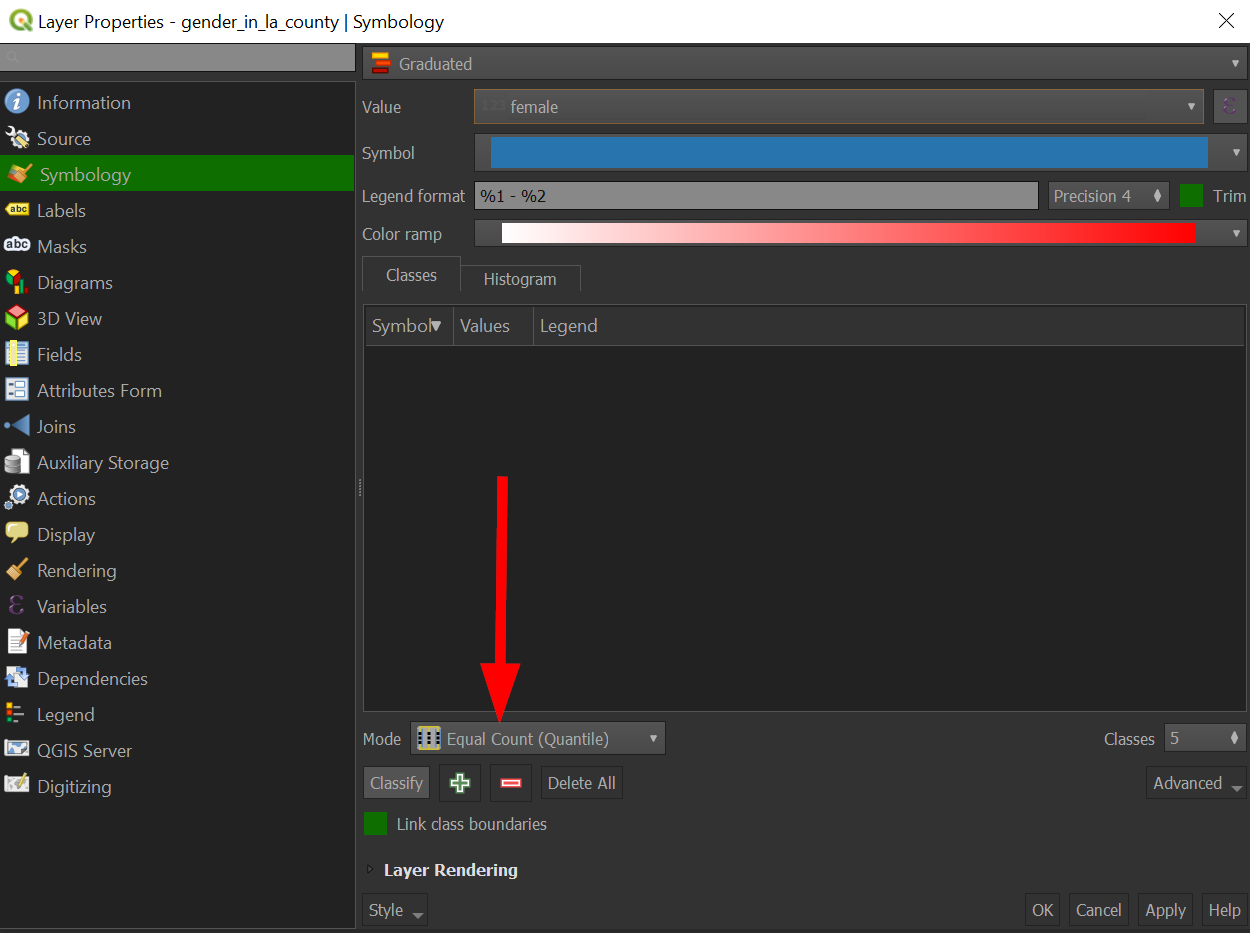 Layer Properties - gender_in_la_county | Symbology
Information
Source
Symbology
Labels
Masks
Diagrams
3D View
Fields
Attributes Form
Joins
Auxiliary Storage
Actions
Display
Rendering
Variables
Metadata
Dependencies
Legend
QGIS Server
Digitizing
Graduated
Value 123 female
Symbol
Legend format %1 - %2 Precision 4 Trim
Color ramp
Classes Histogram
Symbol Values Legend
Mode Equal Count (Quantile) Classes 5
Classify Delete All Advanced
Link class boundaries
Layer Rendering
Style OK Cancel Apply Help